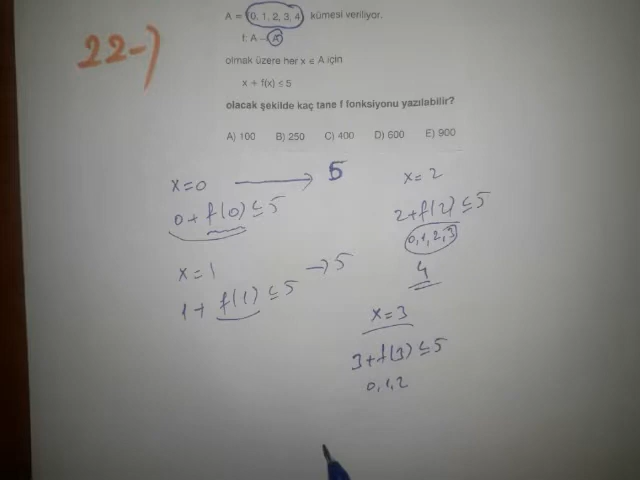 22-)
A = {0, 1, 2, 3, 4} kümesi veriliyor.
f: A → A
olmak üzere her x ∈ A için
x + f(x) ≤ 5
olacak şekilde kaç tane f fonksiyonu yazılabilir?
A) 100 B) 250 C) 400 D) 600 E) 900
x=0 → 5
0+f(0)≤5
x=1
1+f(1)≤5 → 5
x=2
2+f(2)≤5
0,1,2,3
4
x=3
3+f(3)≤5
0,1,2